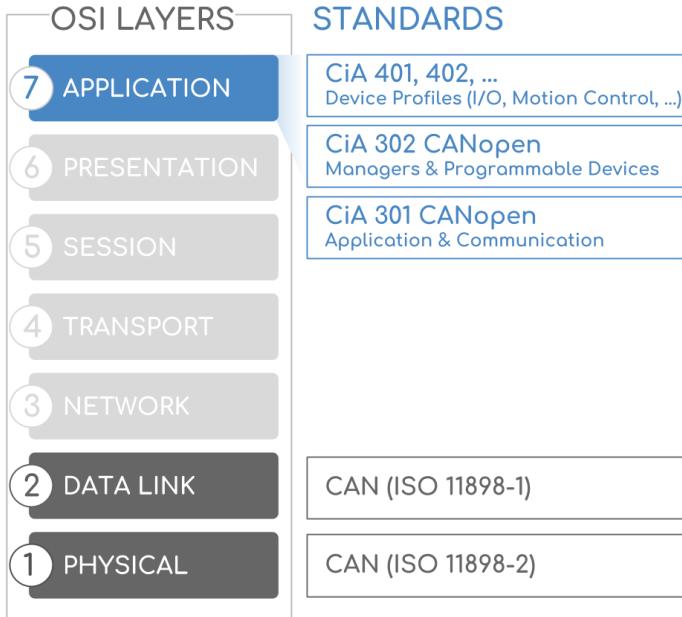 OSI LAYERS
STANDARDS
7 APPLICATION
CiA 401, 402, ...
Device Profiles (I/O, Motion Control, ...)
CiA 302 CANopen
Managers & Programmable Devices
6 PRESENTATION
CiA 301 CANopen
Application & Communication
5 SESSION
4 TRANSPORT
3 NETWORK
2 DATA LINK
CAN (ISO 11898-1)
1 PHYSICAL
CAN (ISO 11898-2)